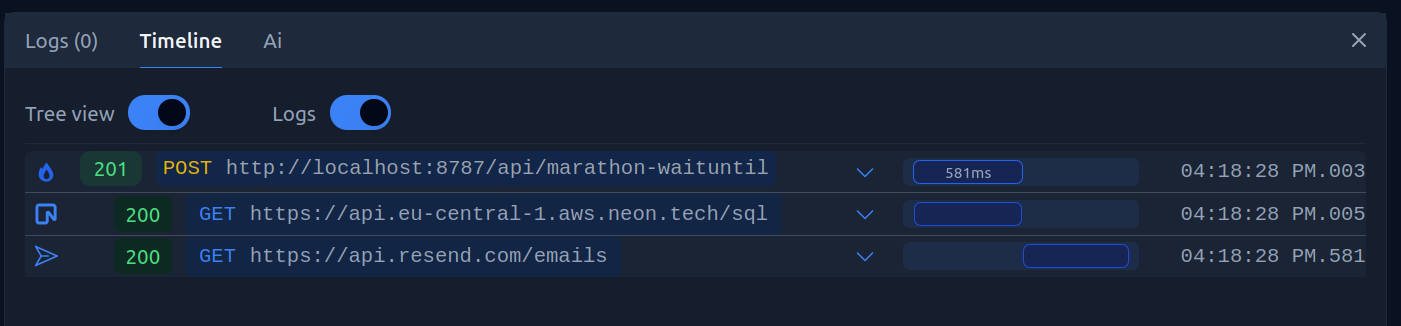 Logs (0) Timeline Ai
Tree view Logs
201 POST http://localhost:8787/api/marathon-waituntil 581ms 04:18:28 PM.003
200 GET https://api.eu-central-1.aws.neon.tech/sql 04:18:28 PM.005
200 GET https://api.resend.com/emails 04:18:28 PM.581